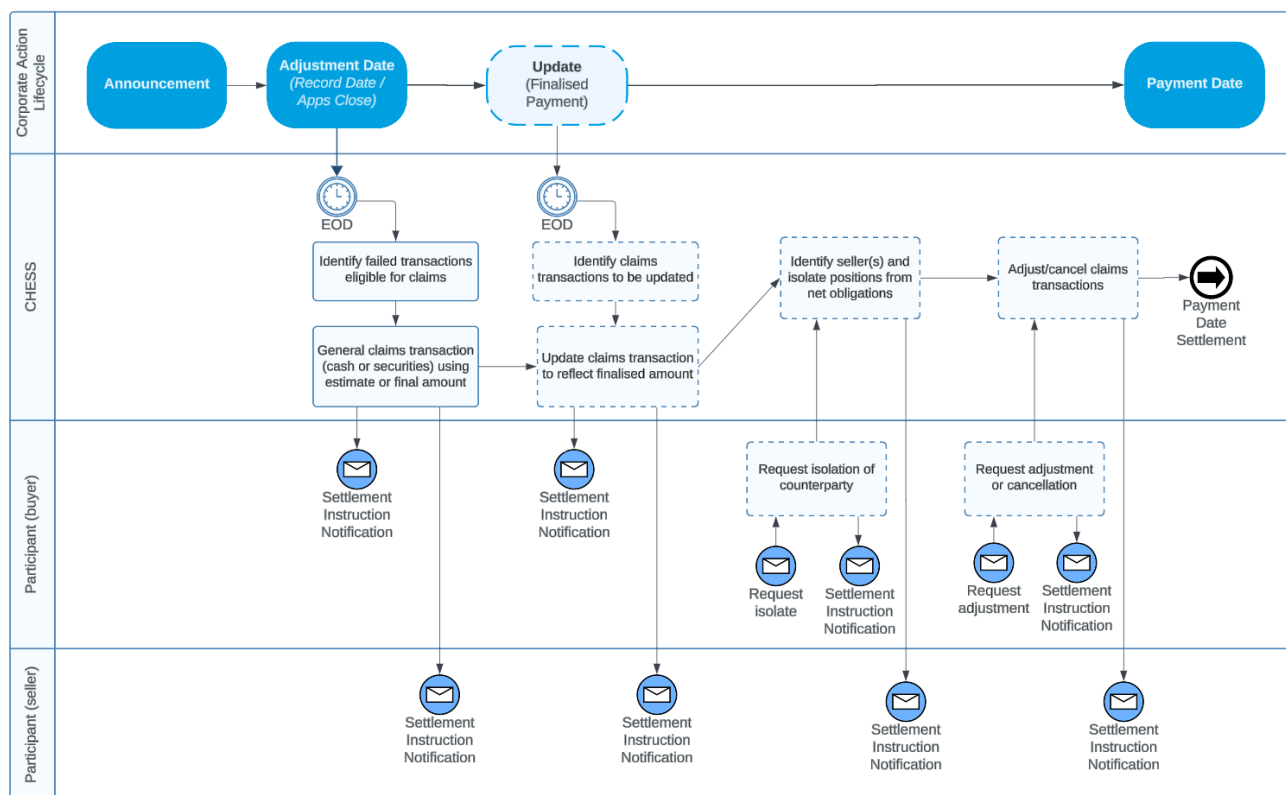 Corporate Action
Lifecycle
Announcement
Adjustment Date
(Record Date /
Apps Close)
Update
(Finalised
Payment)
Payment Date
CHESS
EOD
EOD
Identify failed transactions
eligible for claims
Identify claims
transactions to be updated
Identify seller(s) and
isolate positions from
net obligations
Adjust/cancel claims
transactions
Payment
Date
Settlement
General claims transaction
(cash or securities) using
estimate or final amount
Update claims transaction
to reflect finalised amount
Participant (buyer)
Settlement
Instruction
Notification
Settlement
Instruction
Notification
Request isolation of
counterparty
Request adjustment
or cancellation
Request
isolate
Settlement
Instruction
Notification
Request
adjustment
Settlement
Instruction
Notification
Participant (seller)
Settlement
Instruction
Notification
Settlement
Instruction
Notification
Settlement
Instruction
Notification
Settlement
Instruction
Notification